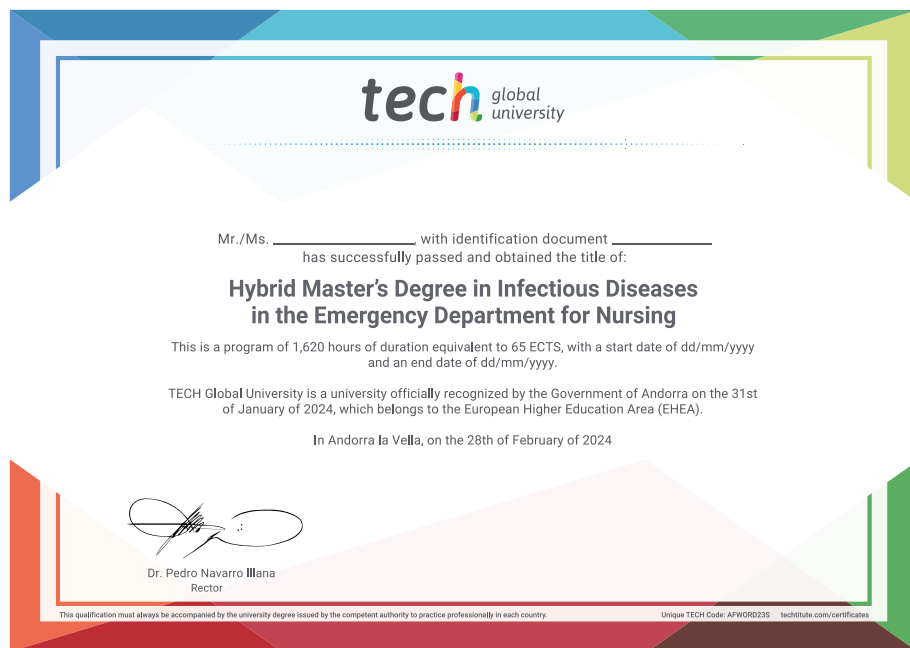 tech global university
Mr./Ms. ________________, with identification document ____________
has successfully passed and obtained the title of:
Hybrid Master's Degree in Infectious Diseases
in the Emergency Department for Nursing
This is a program of 1,620 hours of duration equivalent to 65 ECTS, with a start date of dd/mm/yyyy
and an end date of dd/mm/yyyy.
TECH Global University is a university officially recognized by the Government of Andorra on the 31st
of January of 2024, which belongs to the European Higher Education Area (EHEA).
In Andorra la Vella, on the 28th of February of 2024
Dr. Pedro Navarro Illana
Rector
This qualification must always be accompanied by the university degree issued by the competent authority to practice professionally in each country. Unique TECH Code: AFWORD23S techtitute.com/certificates